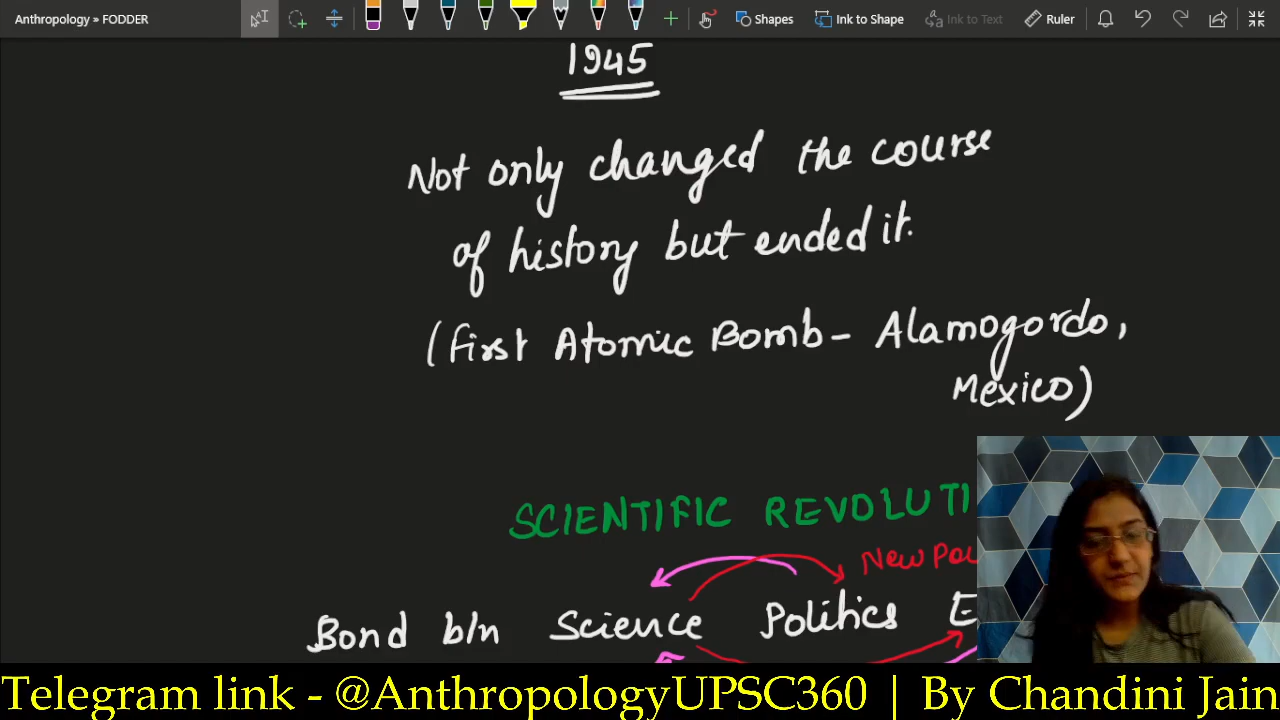 Anthropology » FODDER
Shapes
Ink to Shape
Ink to Text
Ruler
1945
Not only changed the course
of history but ended it.
(First Atomic Bomb- Alamogordo,
Mexico)
SCIENTIFIC REVOLUTI
New Pow
Bond b/n Science Politics E
Telegram link - @AnthropologyUPSC360 | By Chandini Jain